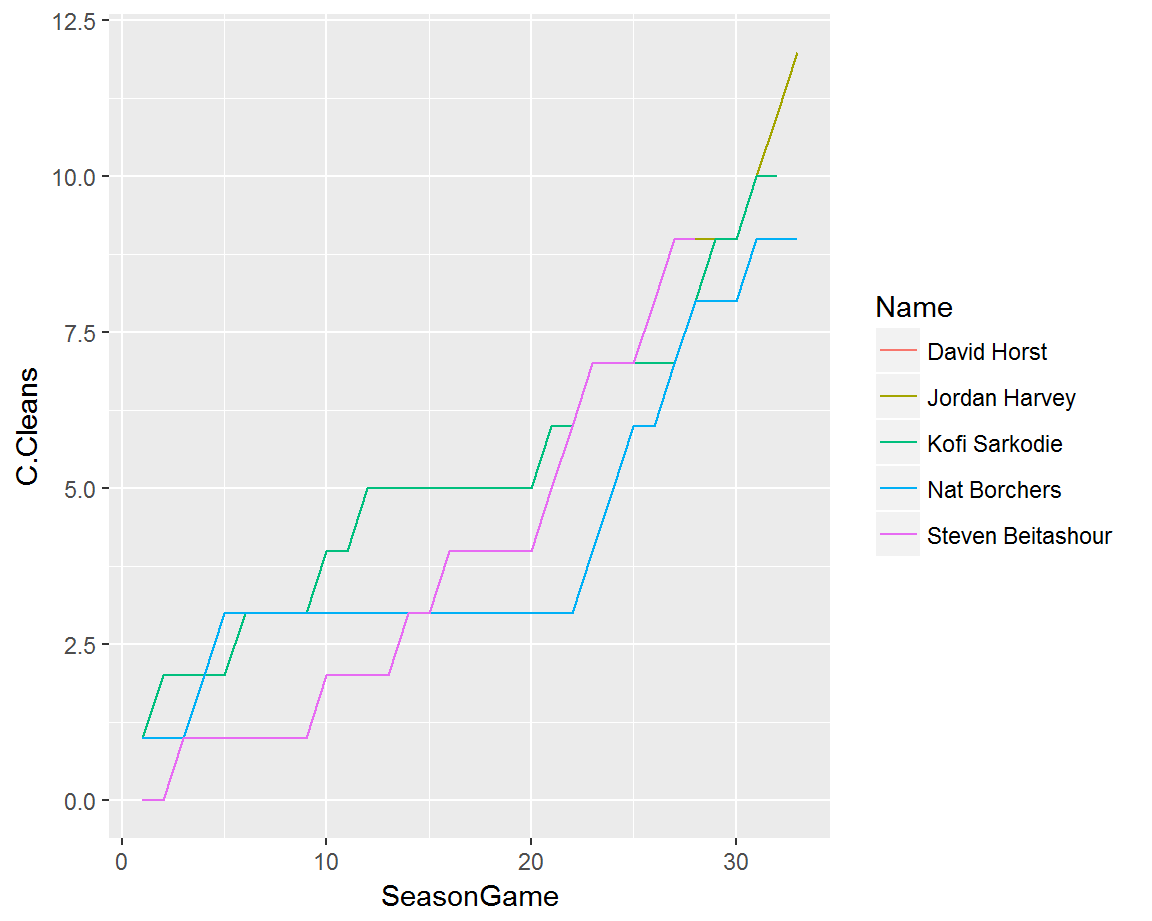 12.5
10.0
7.5
5.0
2.5
0.0
C.Cleans
0
10
20
30
SeasonGame
Name
David Horst
Jordan Harvey
Kofi Sarkodie
Nat Borchers
Steven Beitashour